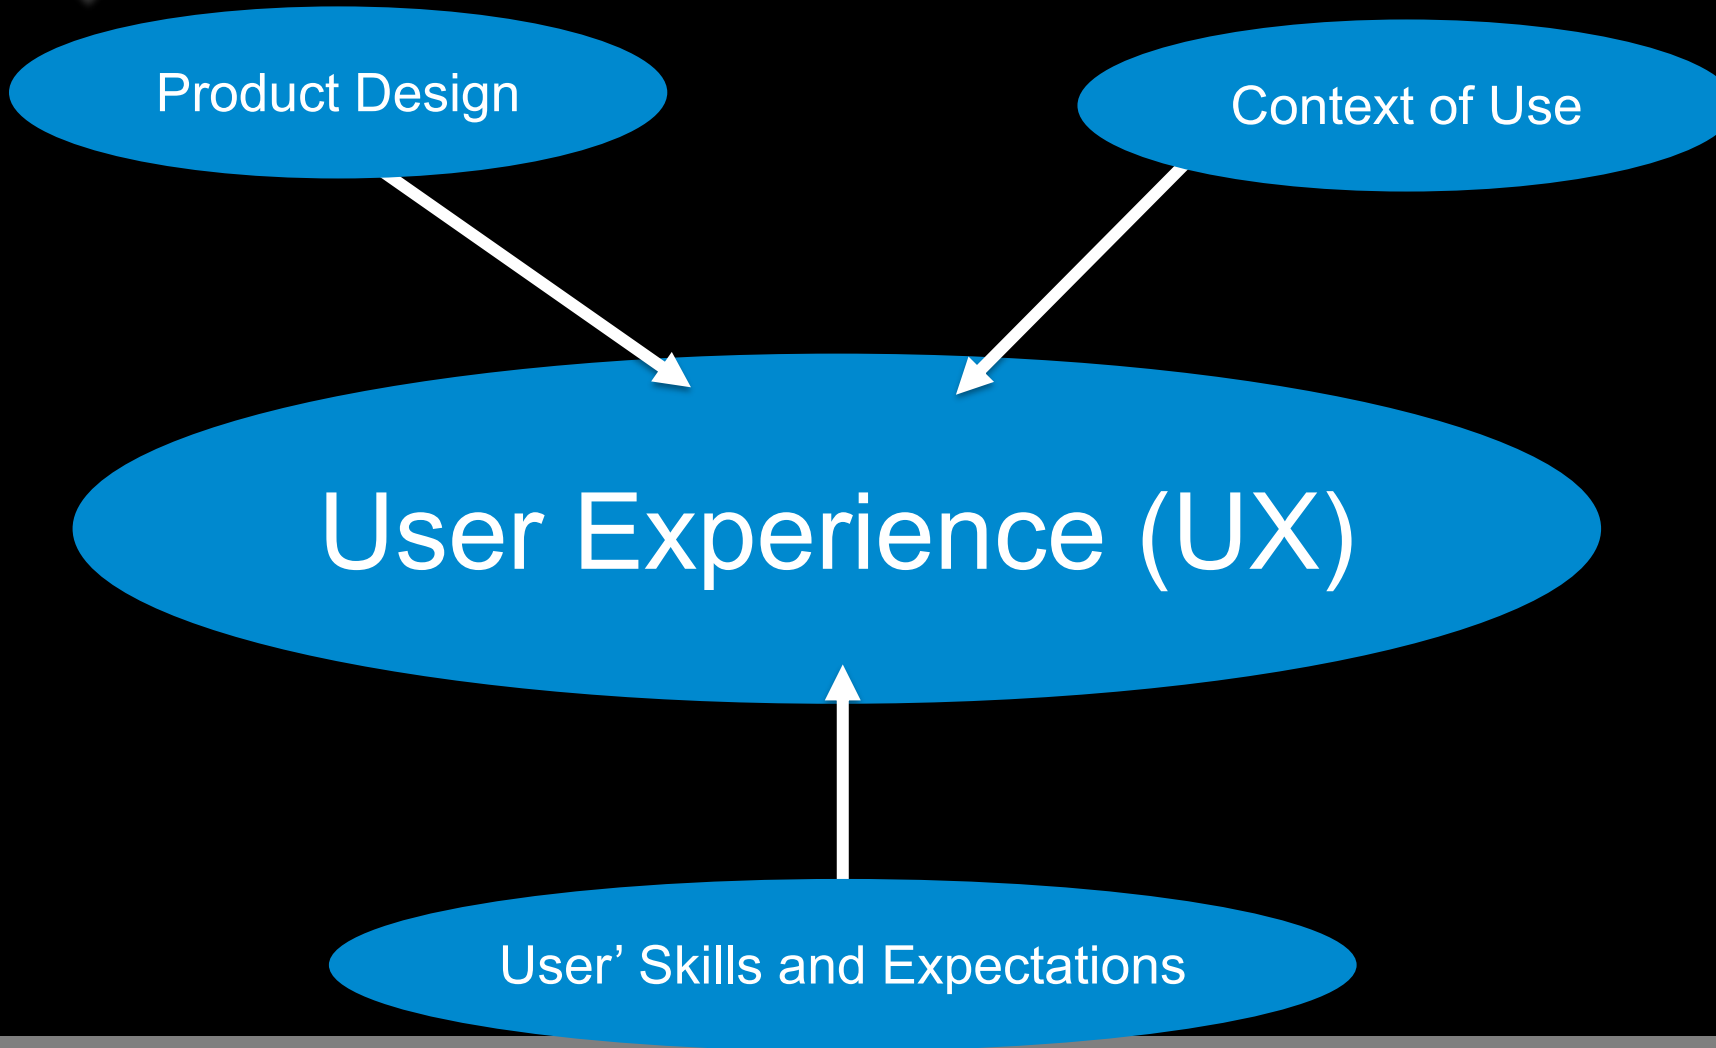 Product Design
Context of Use
User Experience (UX)
User’ Skills and Expectations